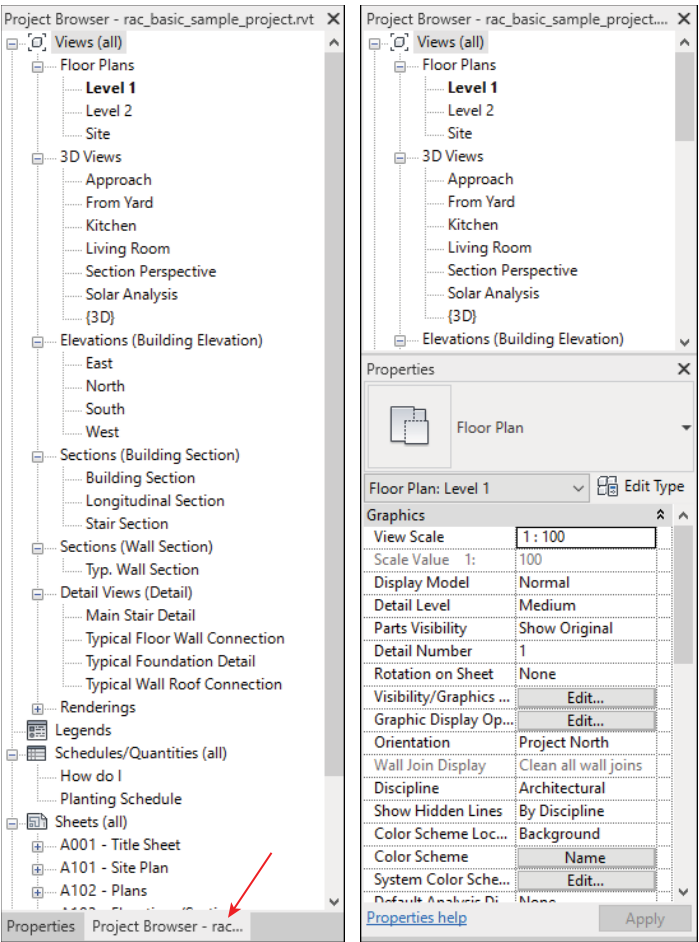 Project Browser - rac_basic_sample_project.rvt
Views (all)
Floor Plans
Level 1
Level 2
Site
3D Views
Approach
From Yard
Kitchen
Living Room
Section Perspective
Solar Analysis
{3D}
Elevations (Building Elevation)
East
North
South
West
Sections (Building Section)
Building Section
Longitudinal Section
Stair Section
Sections (Wall Section)
Typ. Wall Section
Detail Views (Detail)
Main Stair Detail
Typical Floor Wall Connection
Typical Foundation Detail
Typical Wall Roof Connection
Renderings
Legends
Schedules/Quantities (all)
How do I
Planting Schedule
Sheets (all)
A001 - Title Sheet
A101 - Site Plan
A102 - Plans
Properties Project Browser - rac...
Project Browser - rac_basic_sample_project....
Views (all)
Floor Plans
Level 1
Level 2
Site
3D Views
Approach
From Yard
Kitchen
Living Room
Section Perspective
Solar Analysis
{3D}
Elevations (Building Elevation)
Properties
Floor Plan
Floor Plan: Level 1 Edit Type
Graphics
View Scale 1 : 100
Scale Value 1: 100
Display Model Normal
Detail Level Medium
Parts Visibility Show Original
Detail Number 1
Rotation on Sheet None
Visibility/Graphics ... Edit...
Graphic Display Op... Edit...
Orientation Project North
Wall Join Display Clean all wall joins
Discipline Architectural
Show Hidden Lines By Discipline
Color Scheme Loc... Background
Color Scheme Name
System Color Sche... Edit...
Default Analysis Di... None
Properties help Apply